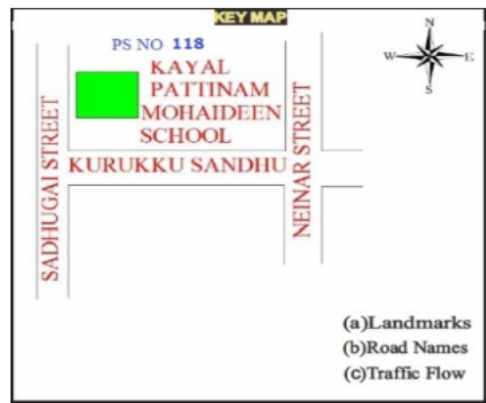 KEY MAP
PS NO 118
N
W
E
S
KAYAL
PATTINAM
MOHAIDEEN
SCHOOL
KURUKKU SANDHU
SADHUGAI STREET
NEINAR STREET
(a)Landmarks
(b)Road Names
(c)Traffic Flow